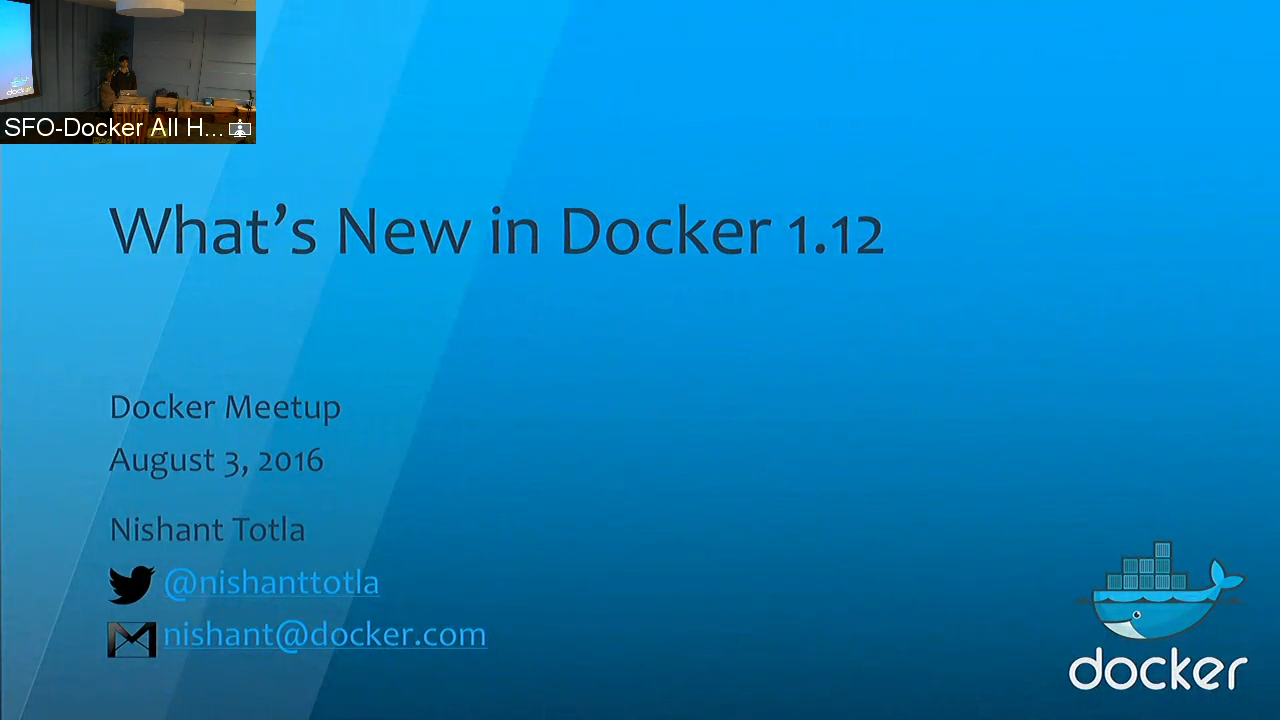 SFO-Docker All H...
What's New in Docker 1.12
Docker Meetup
August 3, 2016
Nishant Totla
@nishanttotla
nishant@docker.com
docker